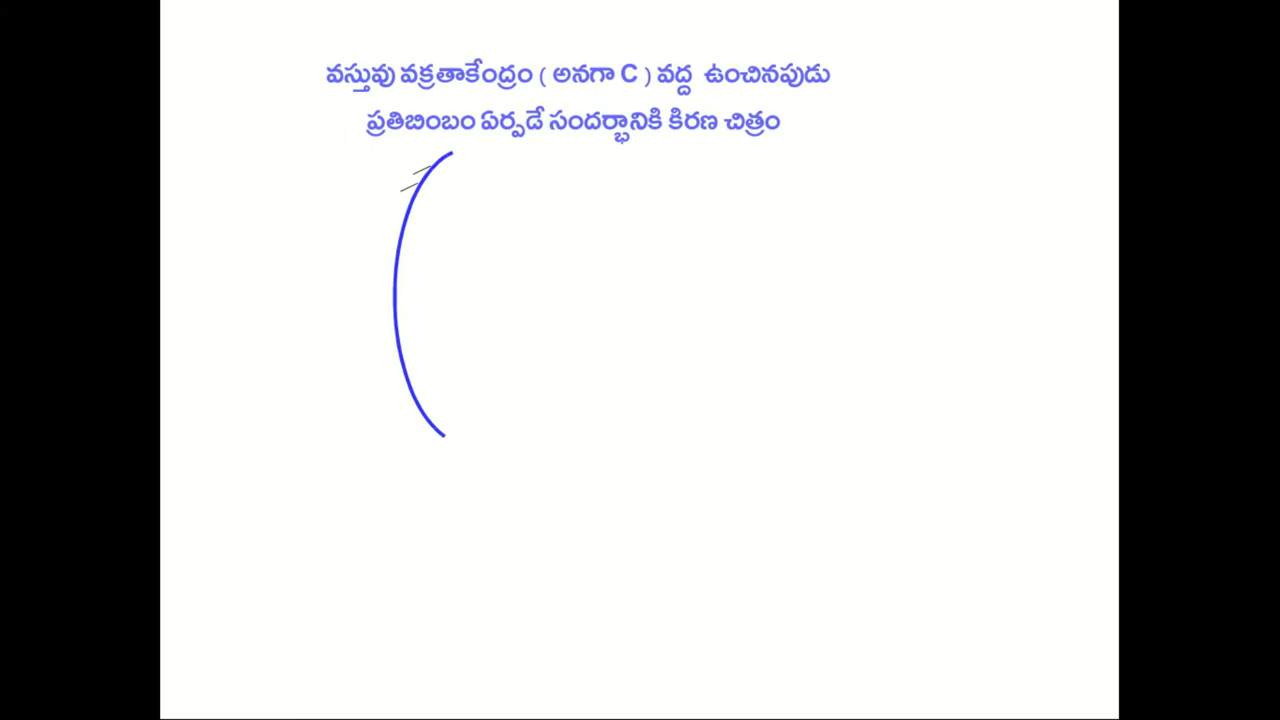 వస్తువు వక్రతాకేంద్రం ( అనగా C ) వద్ద ఉంచినపుడు
ప్రతిబింబం ఏర్పడే సందర్భానికి కిరణ చిత్రం